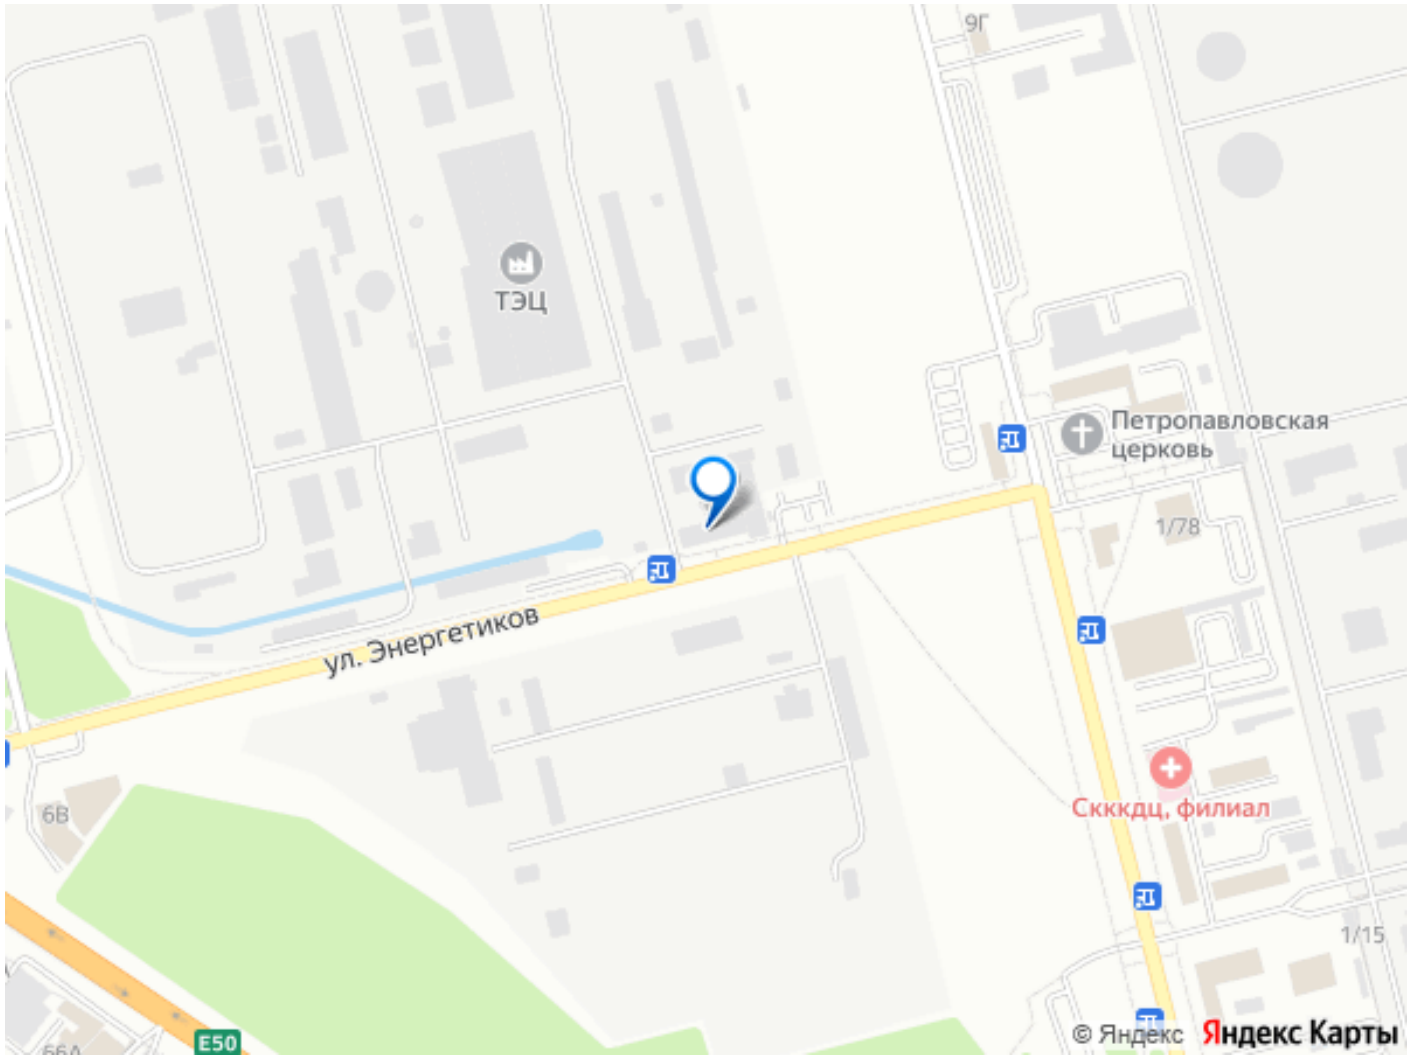 9Г
ТЭЦ
Петропавловская
церковь
1/78
ул. Энергетиков
6В
Скккдц, филиал
1/15
E50
66А
© Яндекс Яндекс Карты